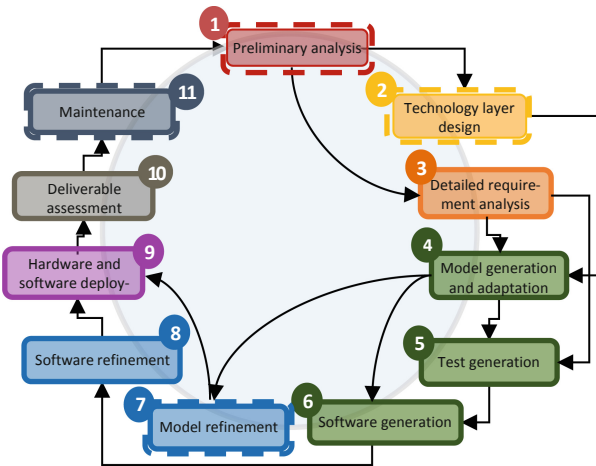 1
Preliminary analysis
2
Technology layer
design
3
Detailed require-
ment analysis
4
Model generation
and adaptation
5
Test generation
6
Software generation
7
Model refinement
8
Software refinement
9
Hardware and
software deploy-
10
Deliverable
assessment
11
Maintenance